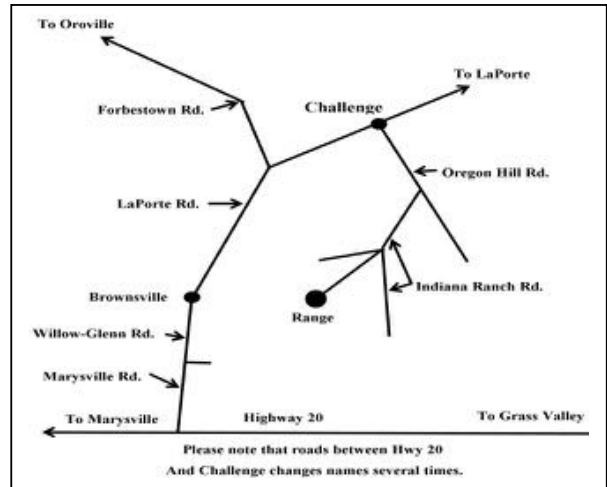 To Oroville
To LaPorte
Challenge
Forbestown Rd.
Oregon Hill Rd.
LaPorte Rd.
Indiana Ranch Rd.
Brownsville
Range
Willow-Glenn Rd.
Marysville Rd.
To Marysville
Highway 20
To Grass Valley
Please note that roads between Hwy 20
And Challenge changes names several times.